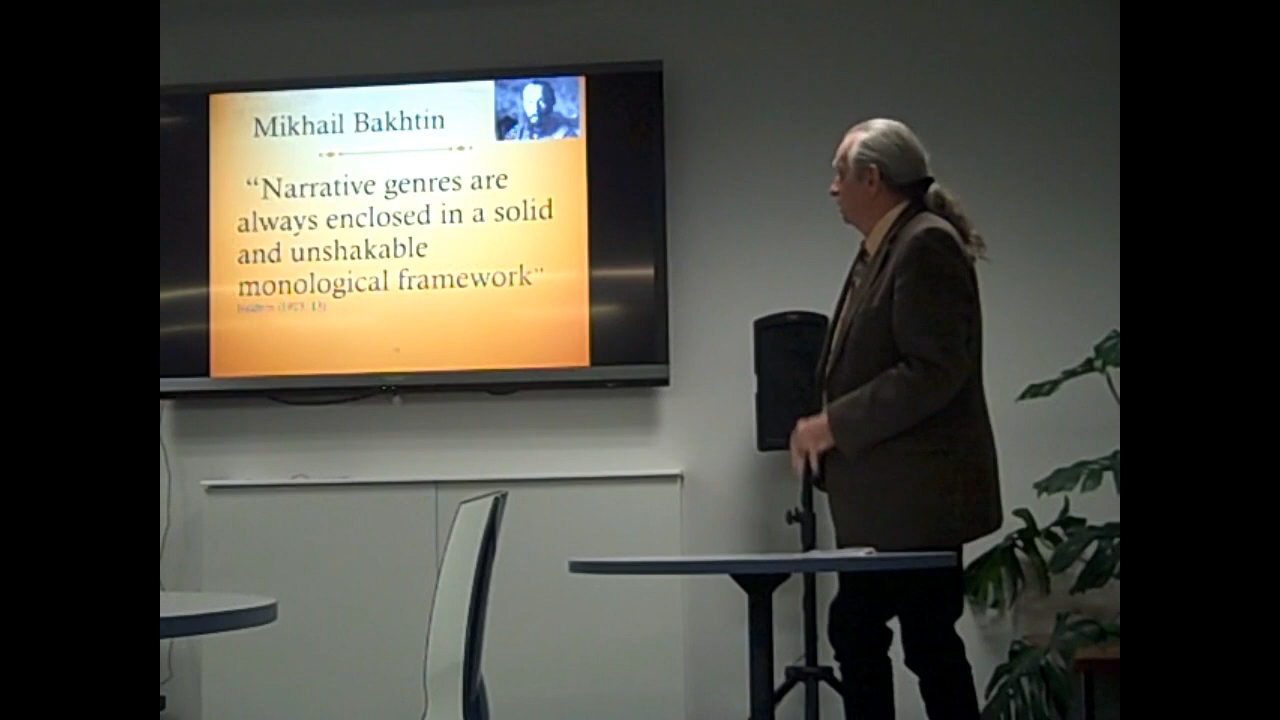 Mikhail Bakhtin
“Narrative genres are
always enclosed in a solid
and unshakable
monological framework”